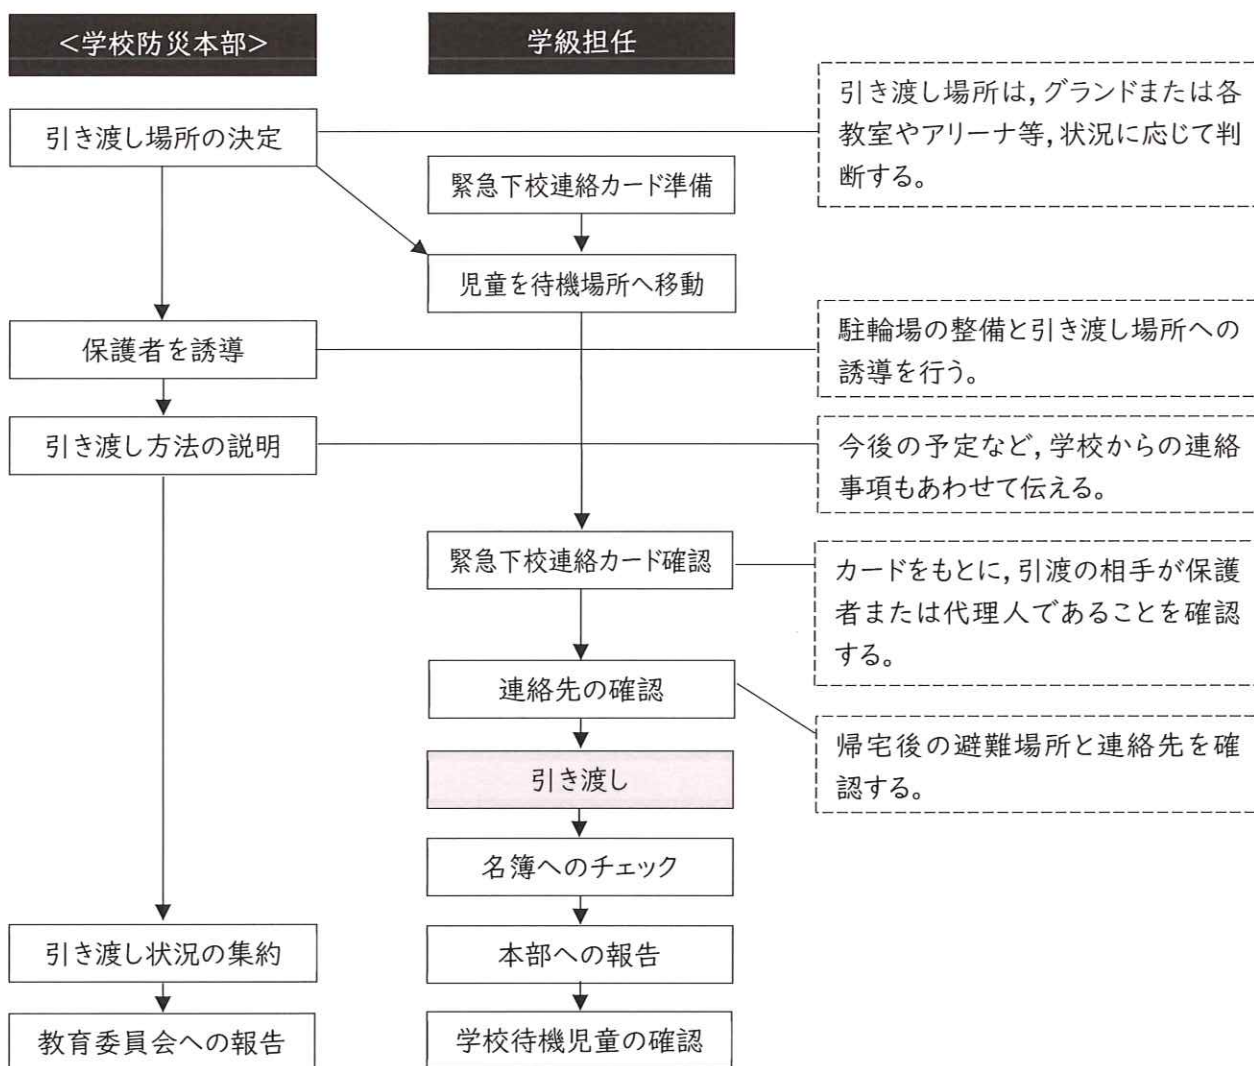 <学校防災本部>
学級担任
引き渡し場所の決定
引き渡し場所は,グランドまたは各
教室やアリーナ等,状況に応じて判
断する。
緊急下校連絡カード準備
児童を待機場所へ移動
保護者を誘導
駐輪場の整備と引き渡し場所への
誘導を行う。
引き渡し方法の説明
今後の予定など,学校からの連絡
事項もあわせて伝える。
緊急下校連絡カード確認
カードをもとに,引渡の相手が保護
者または代理人であることを確認
する。
連絡先の確認
帰宅後の避難場所と連絡先を確
認する。
引き渡し
名簿へのチェック
引き渡し状況の集約
本部への報告
教育委員会への報告
学校待機児童の確認